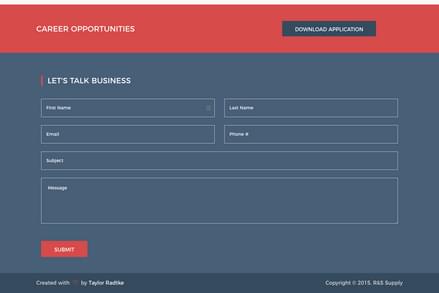 CAREER OPPORTUNITIES
DOWNLOAD APPLICATION
LET'S TALK BUSINESS
First Name
Last Name
Email
Phone #
Subject
Message
SUBMIT
Created with by Taylor Radtke
Copyright © 2015. R&S Supply